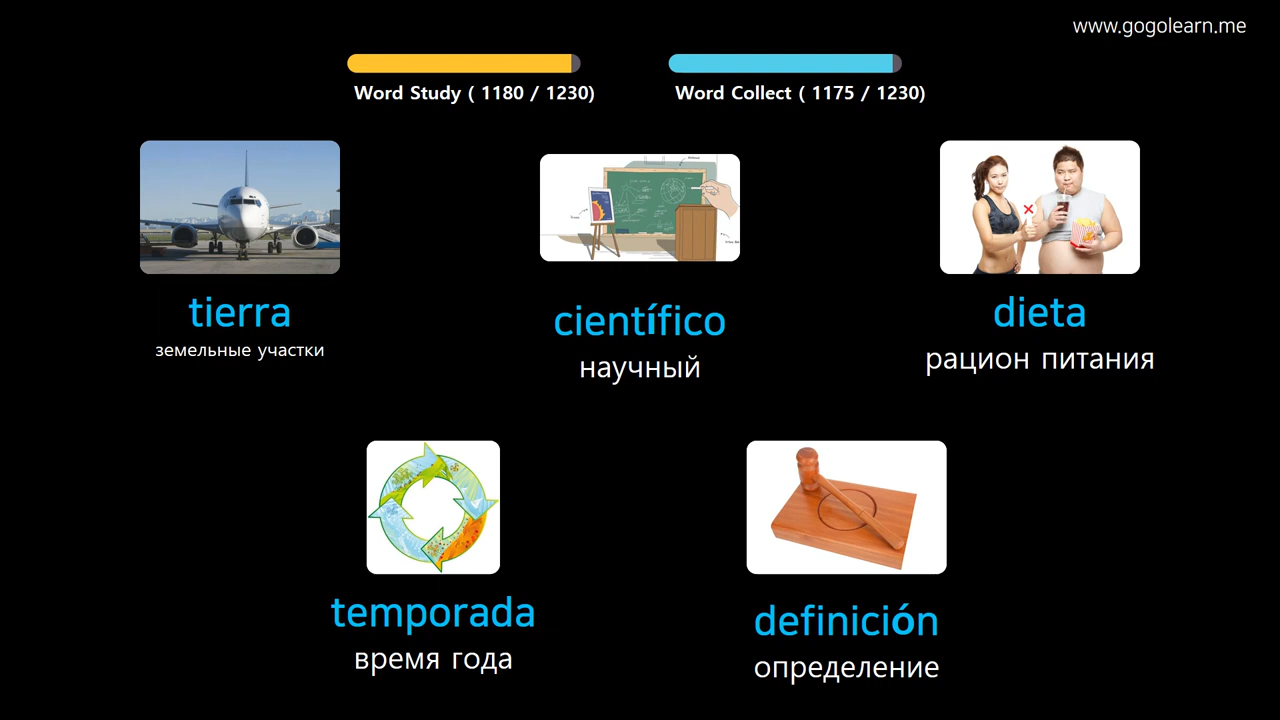 www.gogolearn.me
Word Study ( 1180 / 1230)
Word Collect ( 1175 / 1230)
tierra
земельные участки
científico
научный
dieta
рацион питания
temporada
время года
definición
определение